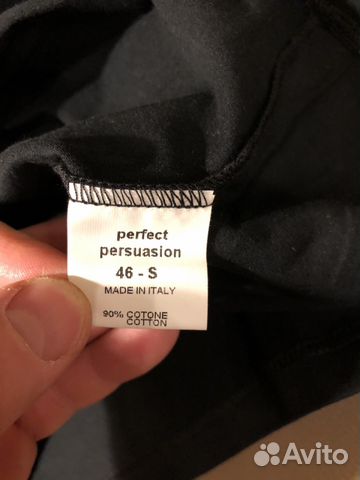 perfect
persuasion
46 - S
MADE IN ITALY
90% COTONE
COTTON
Avito